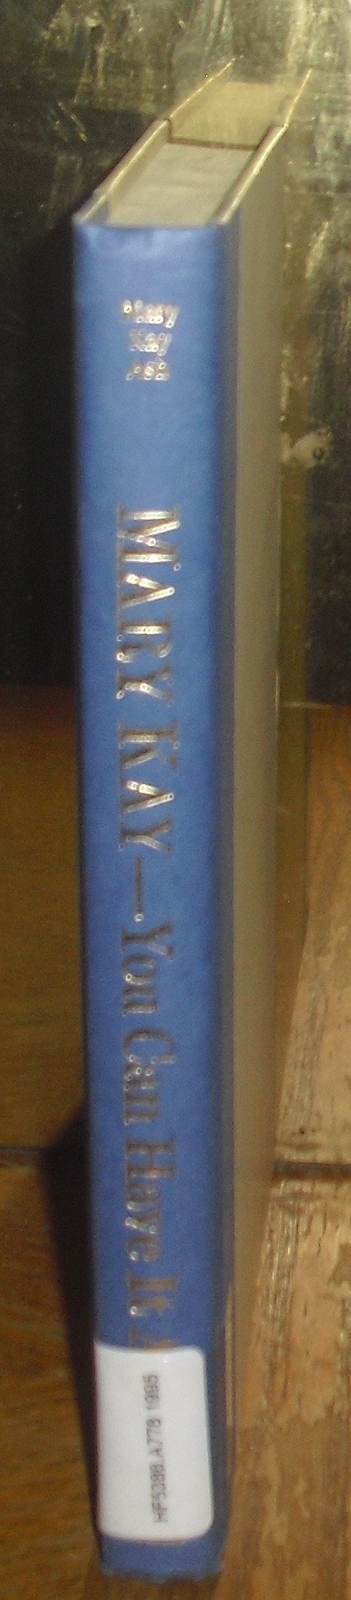 Mary
Kay
Ash
MARY KAY—You Can Have It A
HF5386.A778 1995